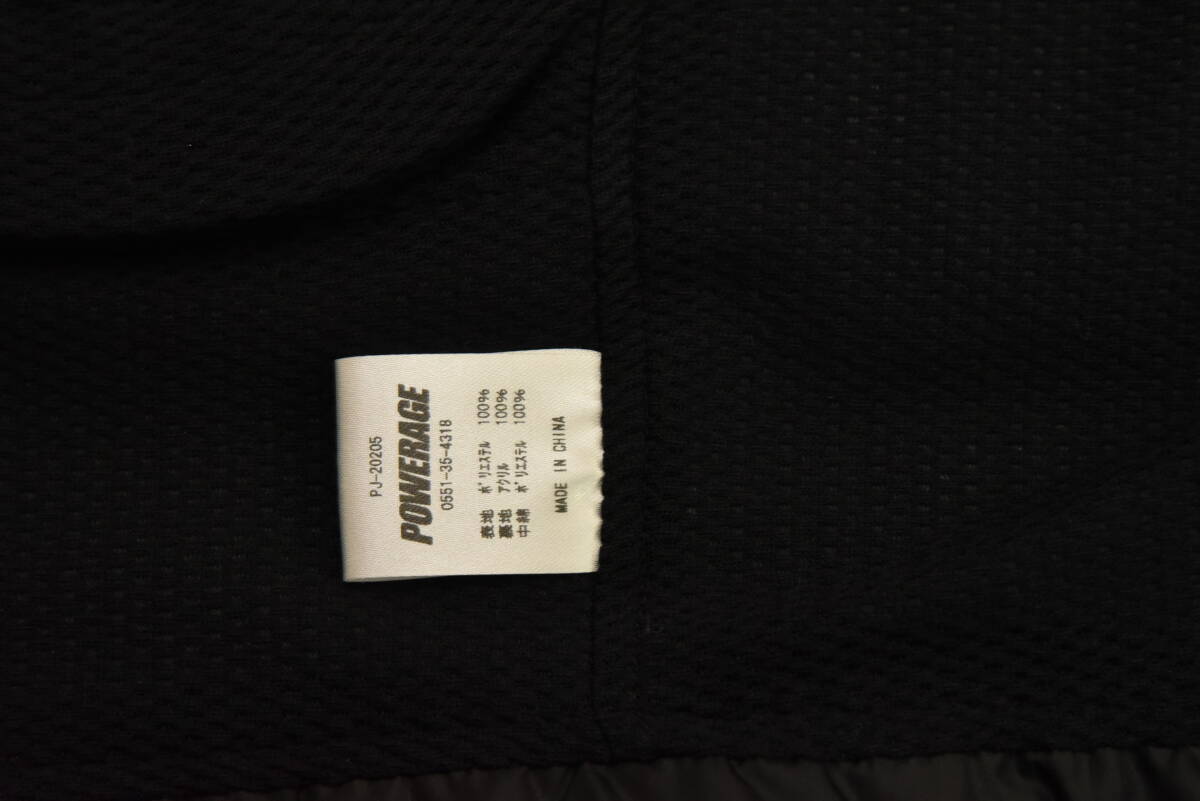 PJ-20205
POWERAGE
0551-35-4318
表地 ﾎﾟﾘｴｽﾃﾙ 100%
裏地 ｱｸﾘﾙ 100%
中綿 ﾎﾟﾘｴｽﾃﾙ 100%
MADE IN CHINA